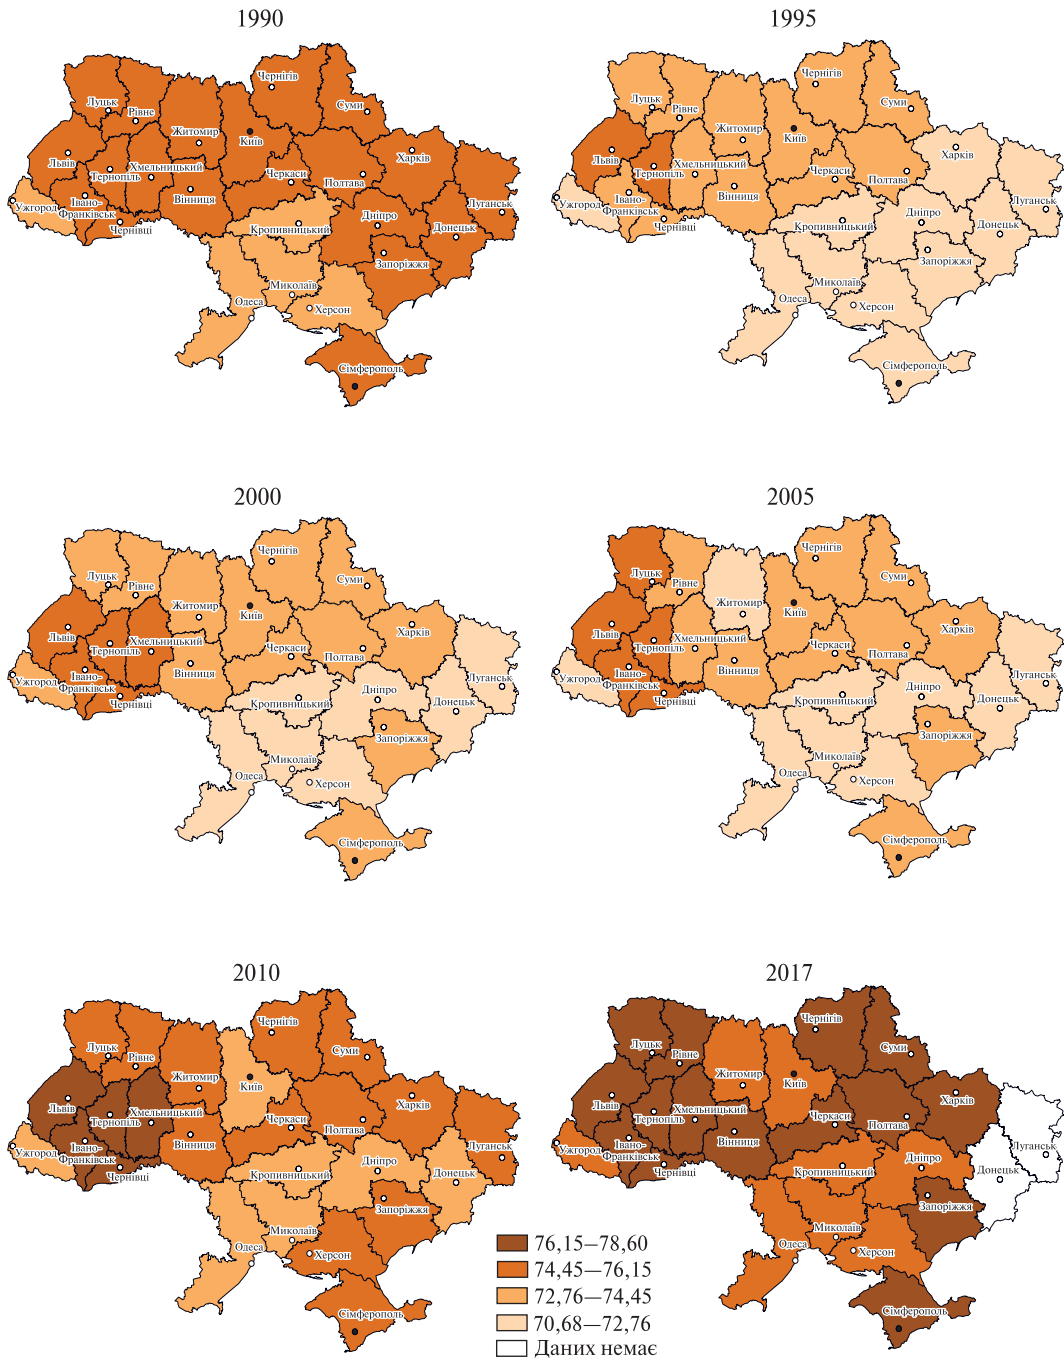 1990
Чернігів
Луцьк
Рівне
Суми
Житомир
Київ
Львів
Харків
Тернопіль
Хмельницький
Черкаси
Полтава
Вінниця
Ужгород
Івано-
Франківськ
Чернівці
Луганськ
Дніпро
Донецьк
Кропивницький
Запоріжжя
Миколаїв
Одеса
Херсон
Сімферополь
1995
Чернігів
Луцьк
Рівне
Суми
Житомир
Київ
Львів
Харків
Тернопіль
Хмельницький
Черкаси
Полтава
Вінниця
Ужгород
Івано-
Франківськ
Чернівці
Луганськ
Дніпро
Донецьк
Кропивницький
Запоріжжя
Миколаїв
Одеса
Херсон
Сімферополь
2000
Чернігів
Луцьк
Рівне
Суми
Житомир
Київ
Львів
Харків
Тернопіль
Хмельницький
Черкаси
Полтава
Вінниця
Ужгород
Івано-
Франківськ
Чернівці
Луганськ
Дніпро
Донецьк
Кропивницький
Запоріжжя
Миколаїв
Одеса
Херсон
Сімферополь
2005
Чернігів
Луцьк
Рівне
Суми
Житомир
Київ
Львів
Харків
Тернопіль
Хмельницький
Черкаси
Полтава
Вінниця
Ужгород
Івано-
Франківськ
Чернівці
Луганськ
Дніпро
Донецьк
Кропивницький
Запоріжжя
Миколаїв
Одеса
Херсон
Сімферополь
2010
Чернігів
Луцьк
Рівне
Суми
Житомир
Київ
Львів
Харків
Тернопіль
Хмельницький
Черкаси
Полтава
Вінниця
Ужгород
Івано-
Франківськ
Чернівці
Луганськ
Дніпро
Донецьк
Кропивницький
Запоріжжя
Миколаїв
Одеса
Херсон
Сімферополь
2017
Чернігів
Луцьк
Рівне
Суми
Житомир
Київ
Львів
Харків
Тернопіль
Хмельницький
Черкаси
Полтава
Вінниця
Ужгород
Івано-
Франківськ
Чернівці
Луганськ
Дніпро
Донецьк
Кропивницький
Запоріжжя
Миколаїв
Одеса
Херсон
Сімферополь
76,15—78,60
74,45—76,15
72,76—74,45
70,68—72,76
Даних немає